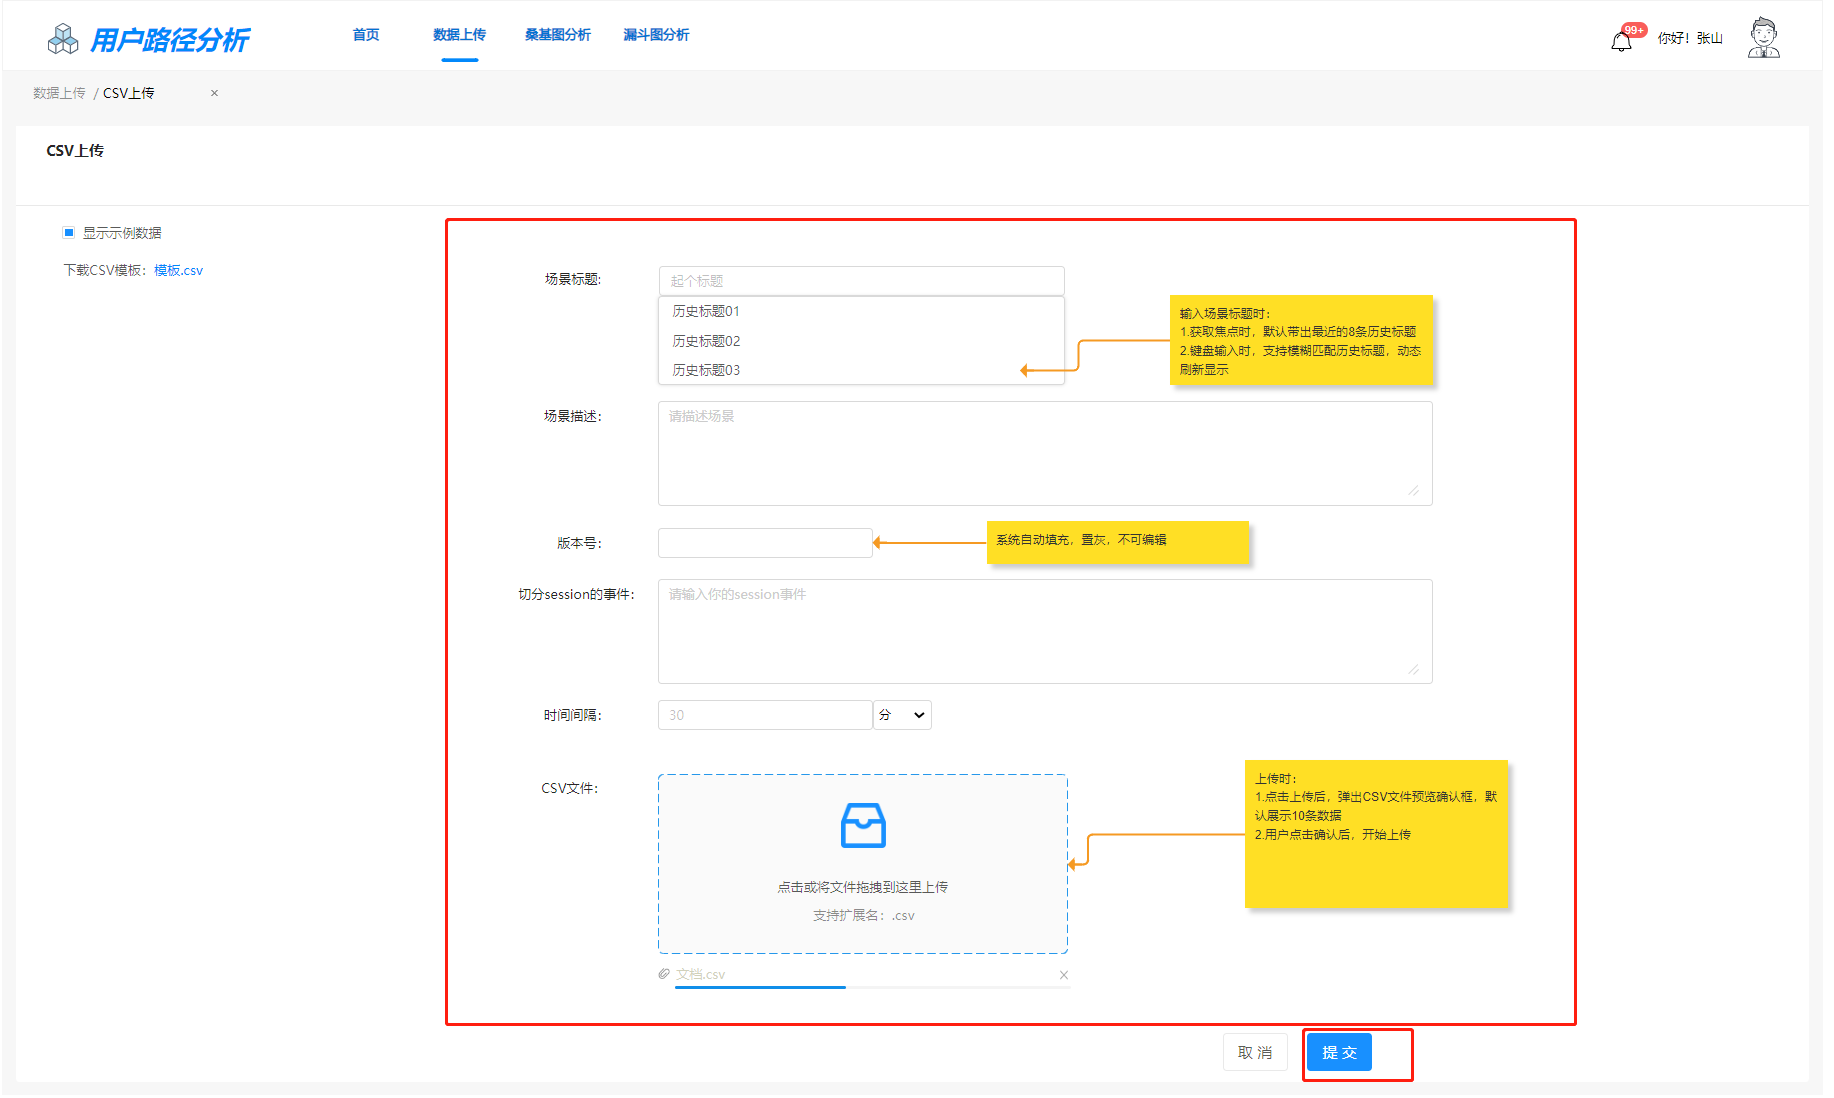 用户路径分析
首页
数据上传
桑基图分析
漏斗图分析
99+
你好！张山
数据上传 / CSV上传 ×
CSV上传
显示示例数据
下载CSV模板：模板.csv
场景标题:
起个标题
历史标题01
历史标题02
历史标题03
输入场景标题时：
1.获取焦点时，默认带出最近的8条历史标题
2.键盘输入时，支持模糊匹配历史标题，动态
刷新显示
场景描述：
请描述场景
版本号：
系统自动填充，置灰，不可编辑
切分session的事件：
请输入你的session事件
时间间隔：
30
分
CSV文件：
点击或将文件拖拽到这里上传
支持扩展名：.csv
上传时：
1.点击上传后，弹出CSV文件预览确认框，默
认展示10条数据
2.用户点击确认后，开始上传
文档.csv
取 消
提 交